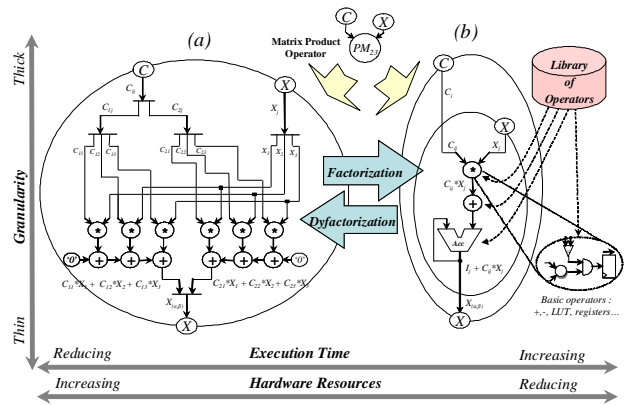 (a)
C
X
(b)
Matrix Product
Operator
PM₂₃
Library
of
Operators
Thick
Granularity
Thin
C
Cᵢⱼ
C₁ⱼ
C₂ⱼ
X
Xⱼ
C₁₁ C₁₂ C₁₃
C₂₁ C₂₂ C₂₃
X₁ X₂ X₃
* * * * * *
'0' + + + + + + '0'
C₁₁*X₁ + C₁₂*X₂ + C₁₃*X₃
C₂₁*X₁ + C₂₂*X₂ + C₂₃*X₃
X₍α,β₎
X
Factorization
Dyfactorization
C
Cᵢ
X
Cᵢⱼ
Xⱼ
*
Cᵢⱼ*Xⱼ
+
Acc
Iⱼ + Cᵢⱼ*Xⱼ
X₍α,β₎
X
Basic operators :
+,-, LUT, registers…
Reducing
Execution Time
Increasing
Increasing
Hardware Resources
Reducing